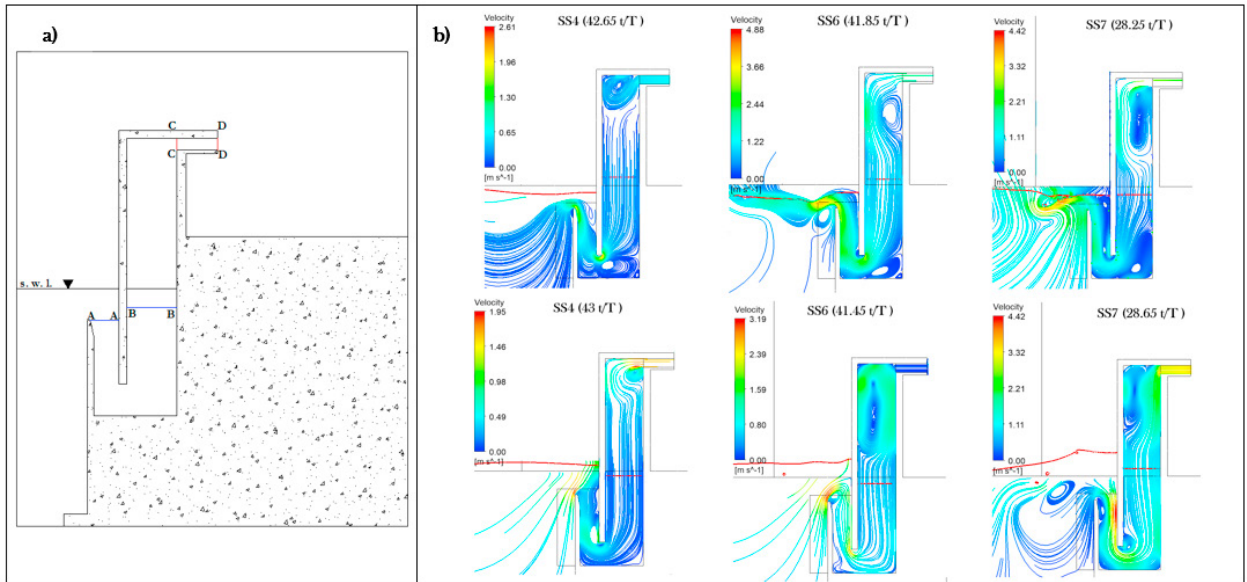 a)
C D
C D
s. w. l.
A A B B
b)
SS4 (42.65 t/T )
Velocity
2.61
1.96
1.30
0.65
0.00
[m s^-1]
SS6 (41.85 t/T )
Velocity
4.88
3.66
2.44
1.22
0.00
[m s^-1]
SS7 (28.25 t/T )
Velocity
4.42
3.32
2.21
1.11
0.00
[m s^-1]
SS4 (43 t/T )
Velocity
1.95
1.46
0.98
0.49
0.00
[m s^-1]
SS6 (41.45 t/T )
Velocity
3.19
2.39
1.59
0.80
0.00
[m s^-1]
SS7 (28.65 t/T )
Velocity
4.42
3.32
2.21
1.11
0.00
[m s^-1]